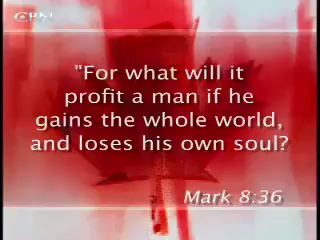 "For what will it
profit a man if he
gains the whole world,
and loses his own soul?
Mark 8:36